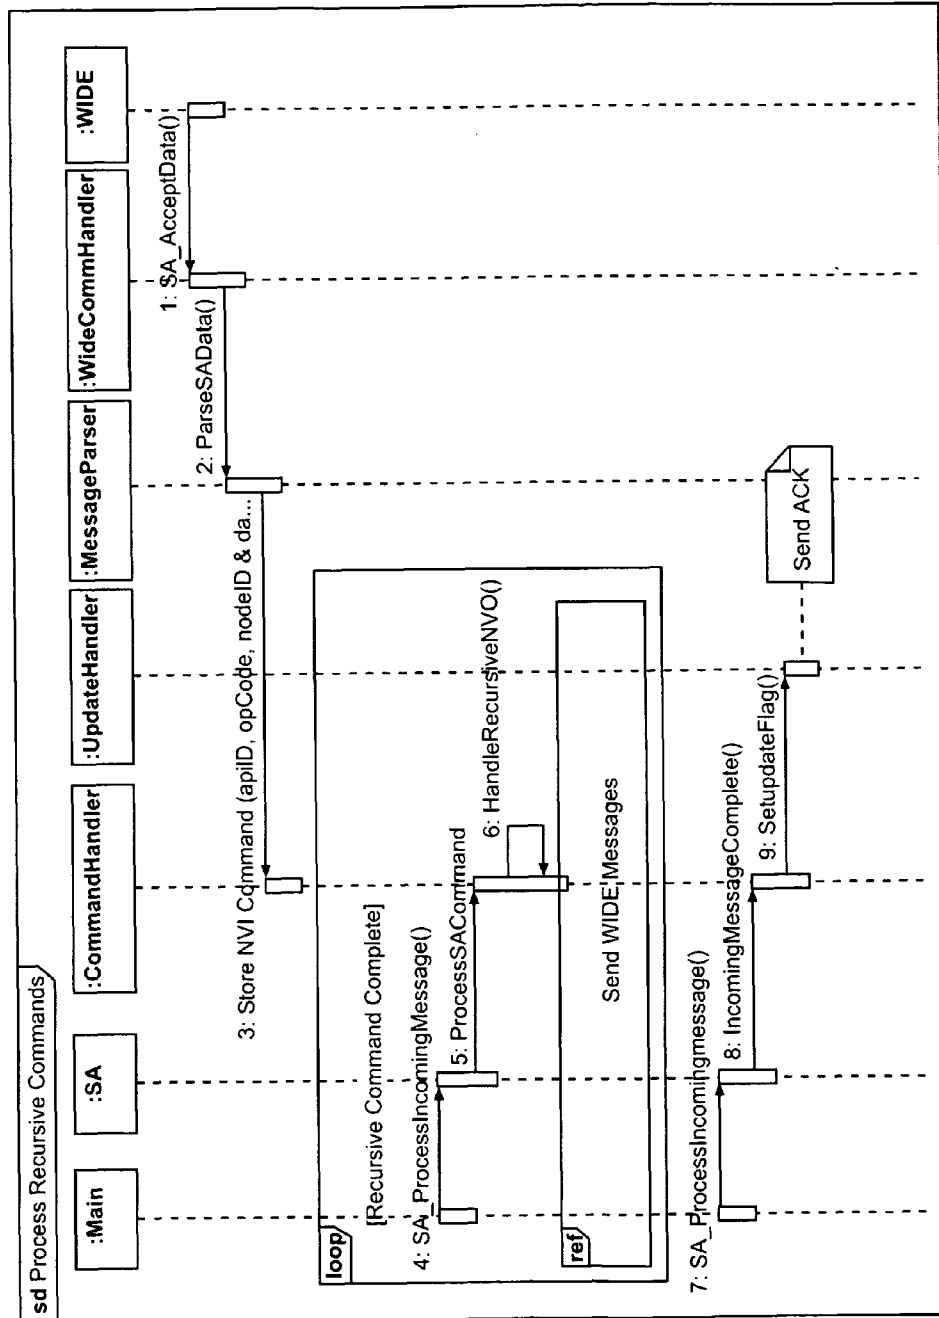 sd Process Recursive Commands
:Main
:SA
:CommandHandler
:UpdateHandler
:MessageParser
:WideCommHandler
:WIDE
1: SA_AcceptData()
2: ParseSAData()
3: Store NVI Command (apiID, opCode, nodeID & da...
loop
[Recursive Command Complete]
4: SA_ProcessIncomingMessage()
5: ProcessSACommand
6: HandleRecursiveNVO()
ref
Send WIDE Messages
7: SA_ProcessIncomingmessage()
8: IncomingMessageComplete()
9: SetupdateFlag()
Send ACK